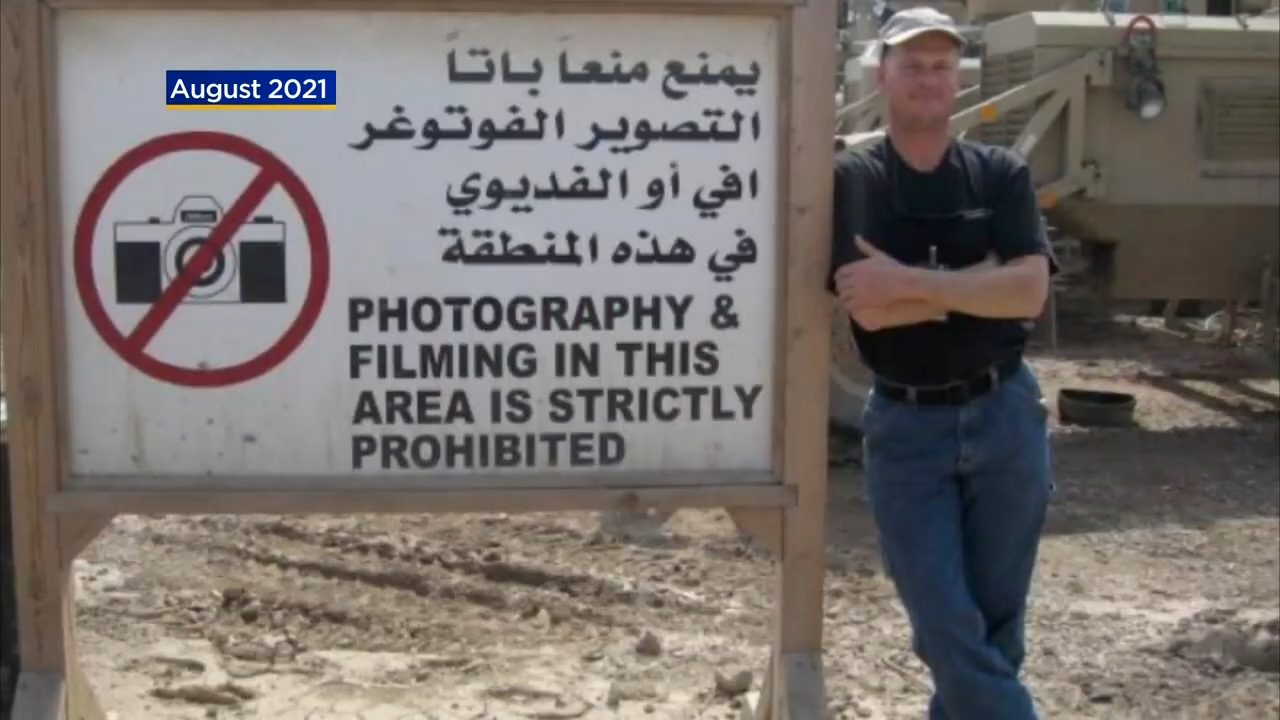 August 2021
يمنع منعا باتا
التصوير الفوتوغر
افي أو الفديوي
في هذه المنطقة
PHOTOGRAPHY &
FILMING IN THIS
AREA IS STRICTLY
PROHIBITED